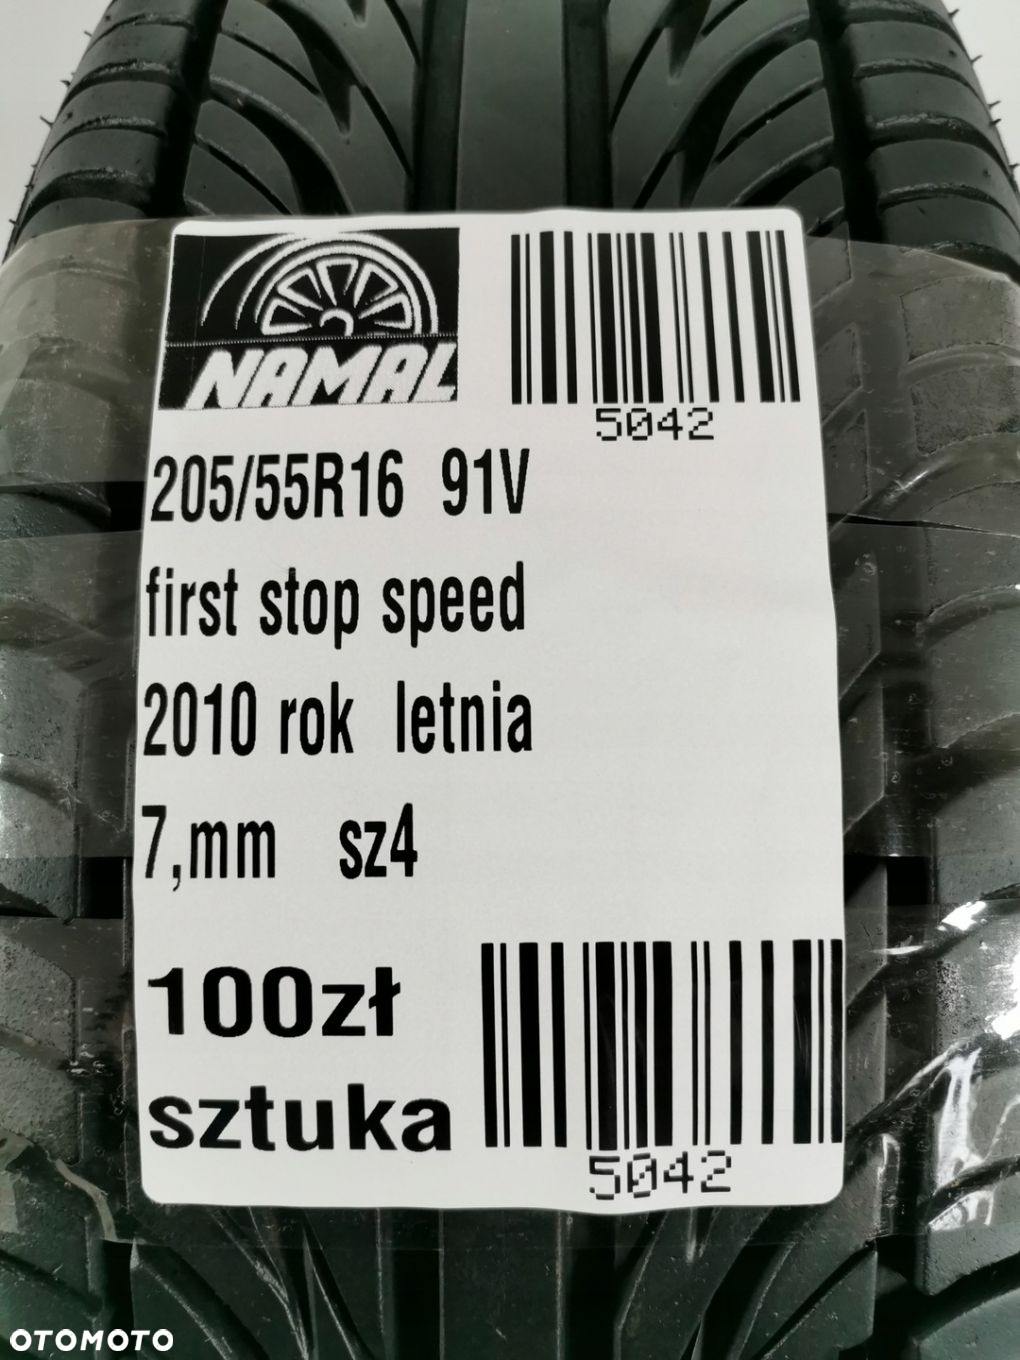 NAMAL
5042
205/55R16 91V
first stop speed
2010 rok letnia
7,mm sz4
100zł
sztuka
5042
OTOMOTO